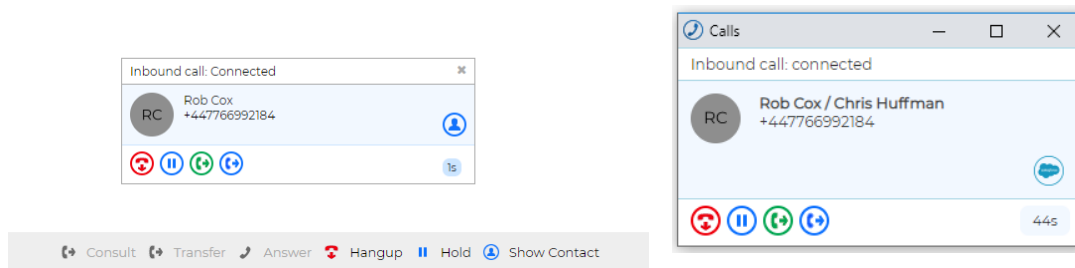 Inbound call: Connected
RC
Rob Cox
+447766992184
1s
Consult Transfer Answer Hangup Hold Show Contact
Calls
Inbound call: connected
RC
Rob Cox / Chris Huffman
+447766992184
44s